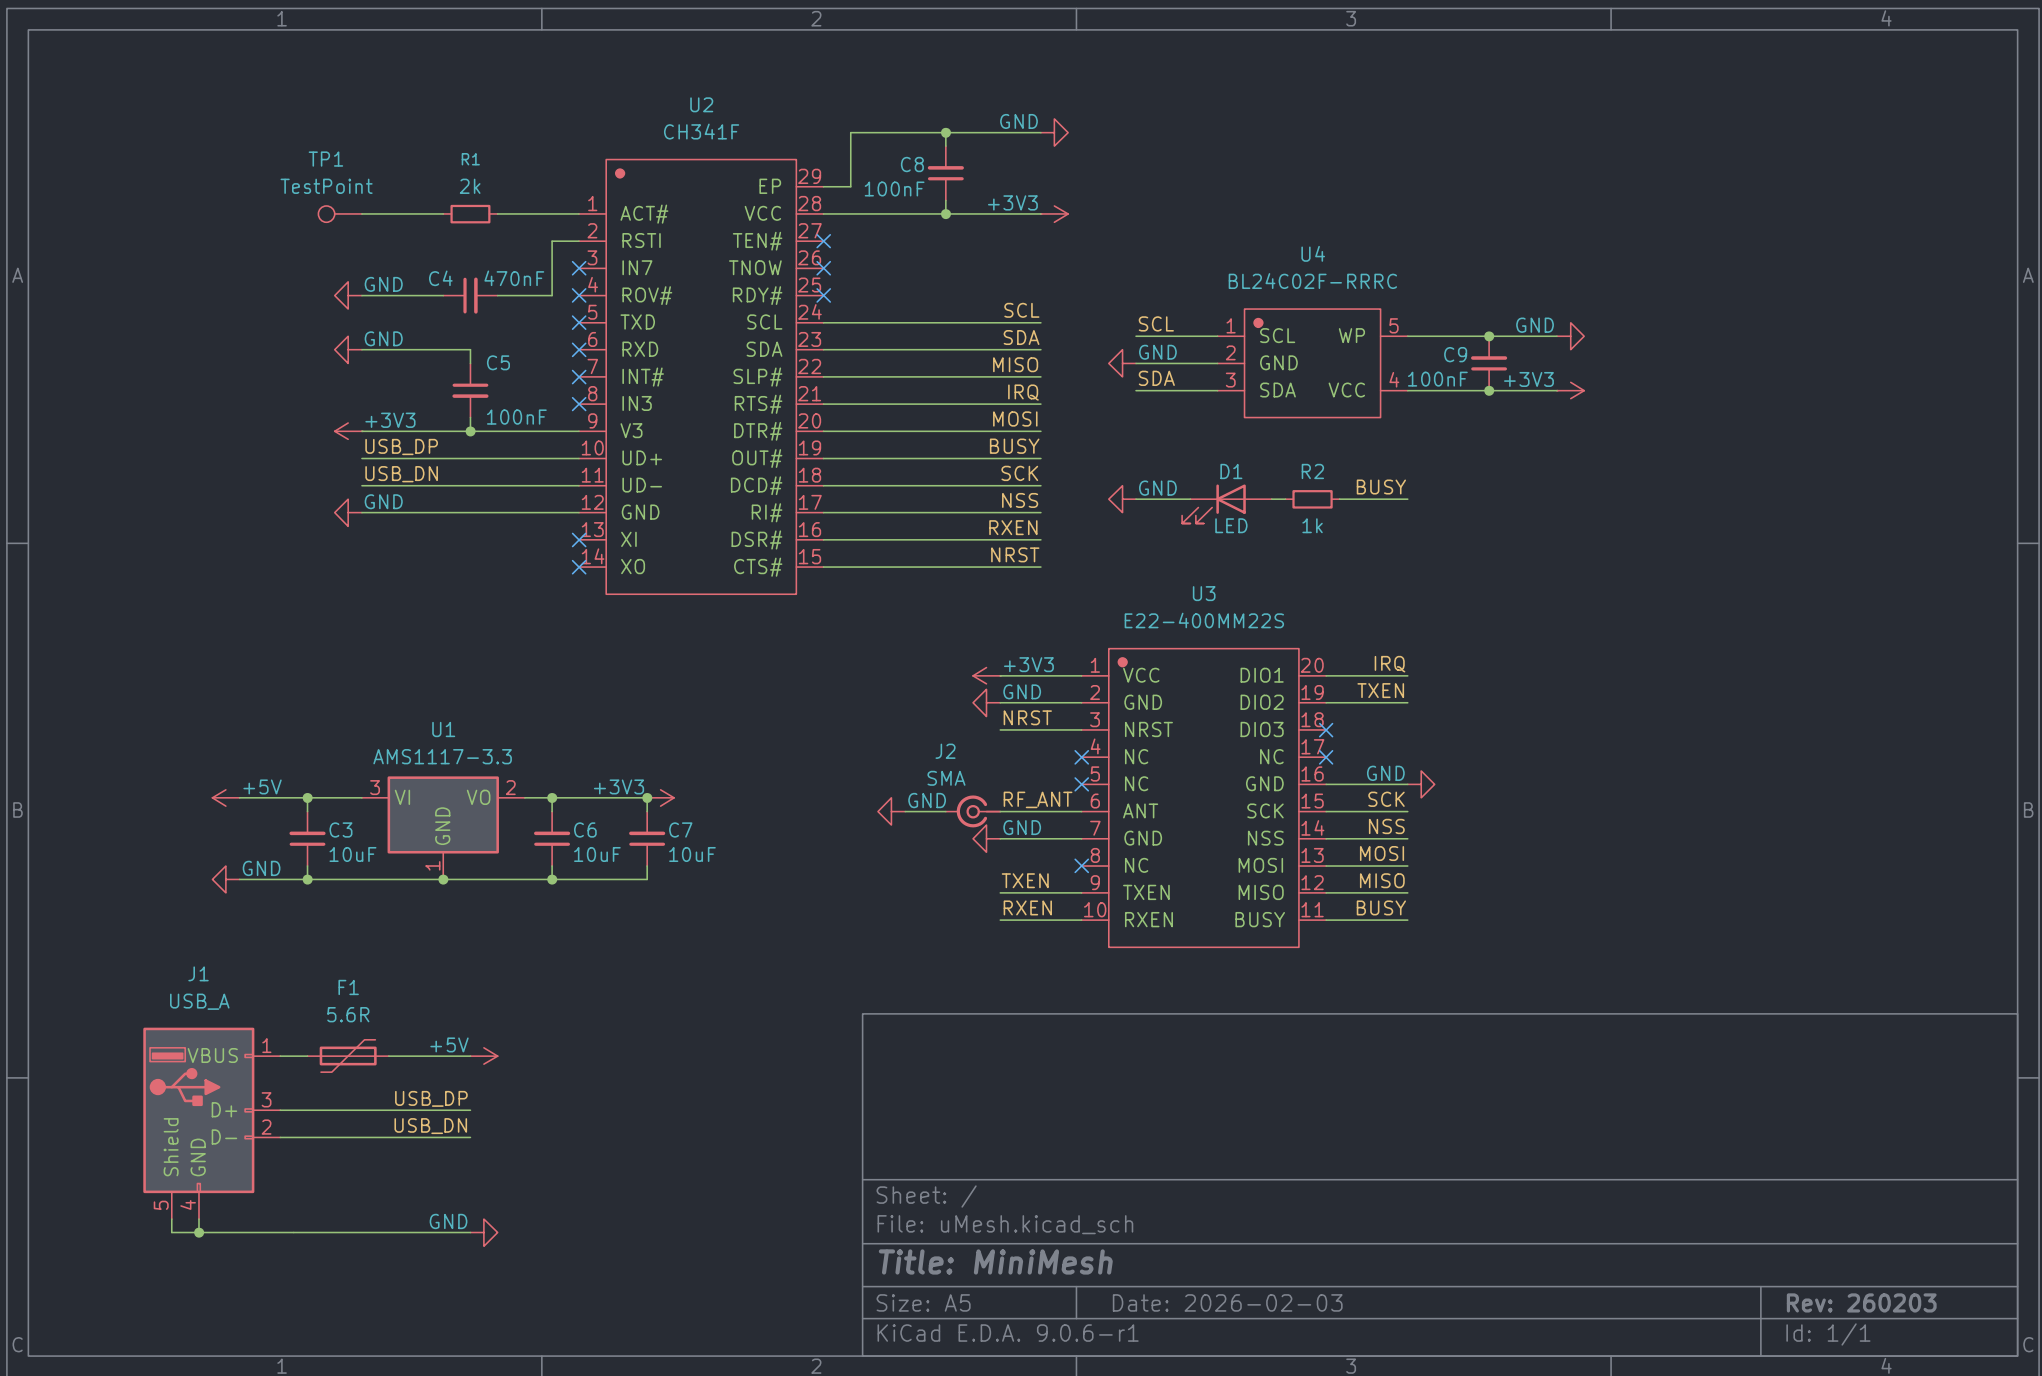 1 2 3 4
A
B
C
A
B
C
U2
CH341F
TP1
TestPoint
R1
2k
GND
C4
470nF
GND
C5
100nF
+3V3
USB_DP
USB_DN
GND
1 ACT#
2 RSTI
3 IN7
4 ROV#
5 TXD
6 RXD
7 INT#
8 IN3
9 V3
10 UD+
11 UD-
12 GND
13 XI
14 XO
EP 29
VCC 28
TEN# 27
TNOW 26
RDY# 25
SCL 24 SCL
SDA 23 SDA
SLP# 22 MISO
RTS# 21 IRQ
DTR# 20 MOSI
OUT# 19 BUSY
DCD# 18 SCK
RI# 17 NSS
DSR# 16 RXEN
CTS# 15 NRST
GND
C8
100nF
+3V3
U4
BL24C02F-RRRC
SCL 1 SCL
GND 2 GND
SDA 3 SDA
WP 5 GND
C9
100nF
VCC 4 +3V3
GND
D1
LED
R2
1k
BUSY
U3
E22-400MM22S
+3V3 1 VCC
GND 2 GND
NRST 3 NRST
4 NC
5 NC
RF_ANT 6 ANT
GND 7 GND
8 NC
TXEN 9 TXEN
RXEN 10 RXEN
DIO1 20 IRQ
DIO2 19 TXEN
DIO3 18
NC 17
GND 16 GND
SCK 15 SCK
NSS 14 NSS
MOSI 13 MOSI
MISO 12 MISO
BUSY 11 BUSY
J2
SMA
GND
U1
AMS1117-3.3
+5V 3 VI VO 2 +3V3
GND
1
C3
10uF
C6
10uF
C7
10uF
GND
J1
USB_A
F1
5.6R
VBUS 1 +5V
D+ 3 USB_DP
D- 2 USB_DN
Shield
GND
5 4
GND
Sheet: /
File: uMesh.kicad_sch
Title: MiniMesh
Size: A5 Date: 2026-02-03 Rev: 260203
KiCad E.D.A. 9.0.6-r1 Id: 1/1
1 2 3 4